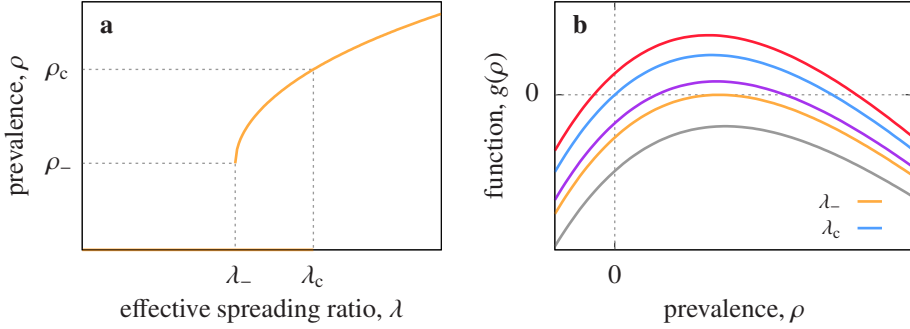 a
prevalence, ρ
ρc
ρ−
λ−
λc
effective spreading ratio, λ
b
function, g(ρ)
0
λ−
λc
0
prevalence, ρ